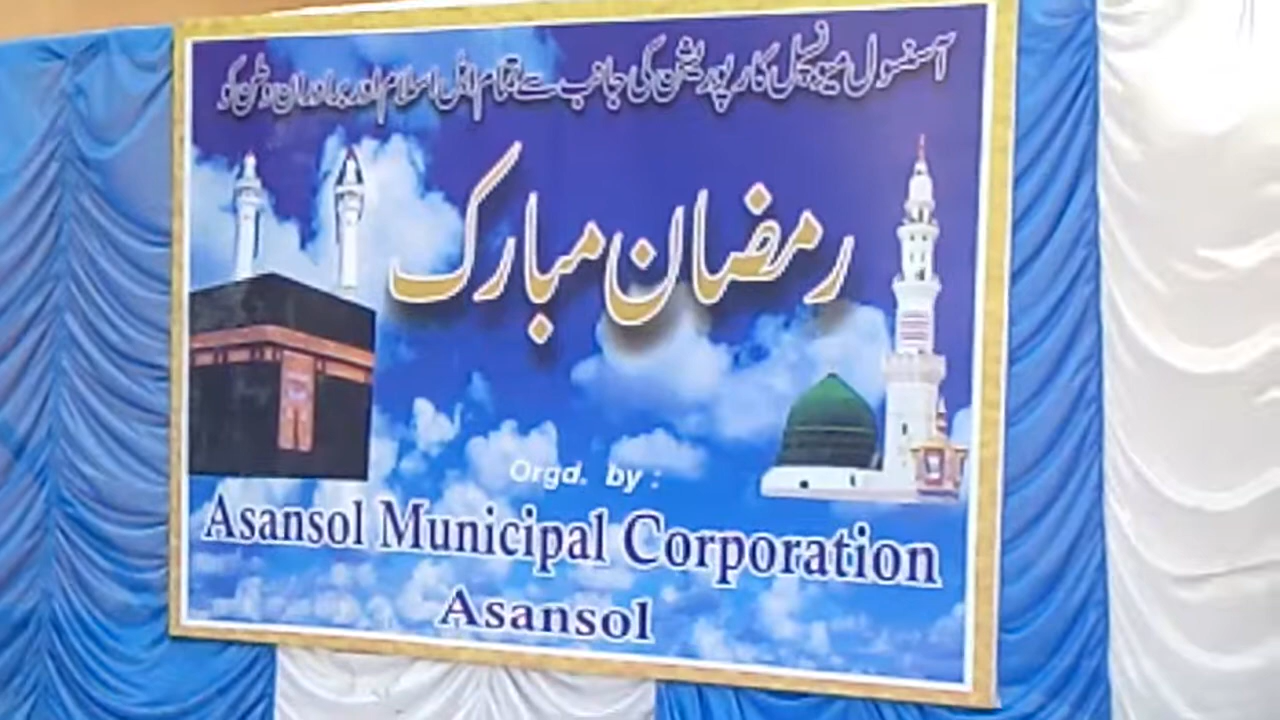 آسنسول میونسپل کارپوریشن کی جانب سے تمام اہل اسلام اور برادران وطن کو
رمضان مبارک
Orgd. by :
Asansol Municipal Corporation
Asansol